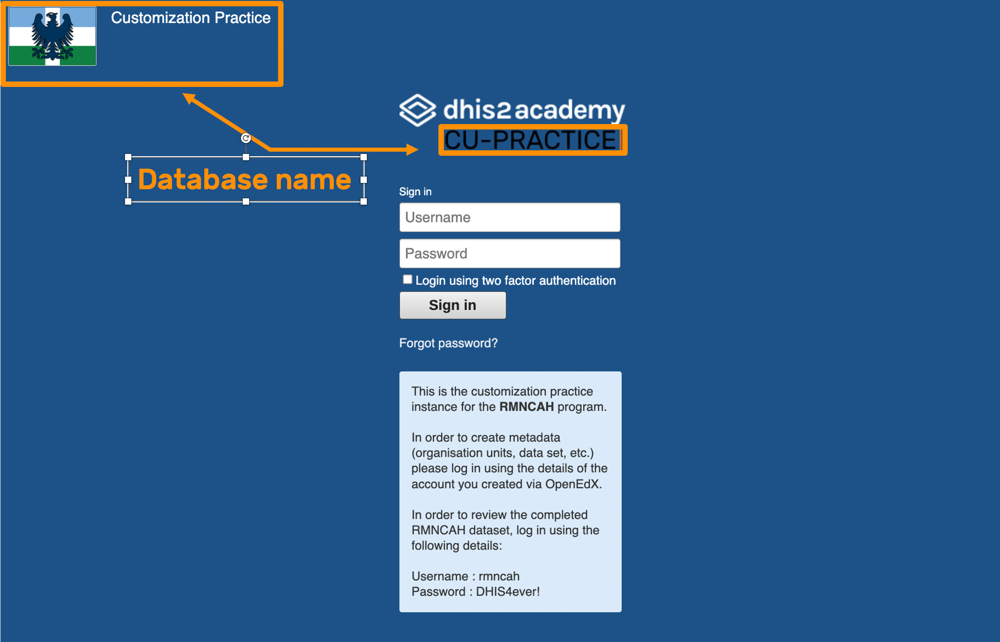 Customization Practice
dhis2 academy
CU-PRACTICE
Database name
Sign in
Username
Password
Login using two factor authentication
Sign in
Forgot password?
This is the customization practice
instance for the RMNCAH program.
In order to create metadata
(organisation units, data set, etc.)
please log in using the details of the
account you created via OpenEdX.
In order to review the completed
RMNCAH dataset, log in using the
following details:
Username : rmncah
Password : DHIS4ever!